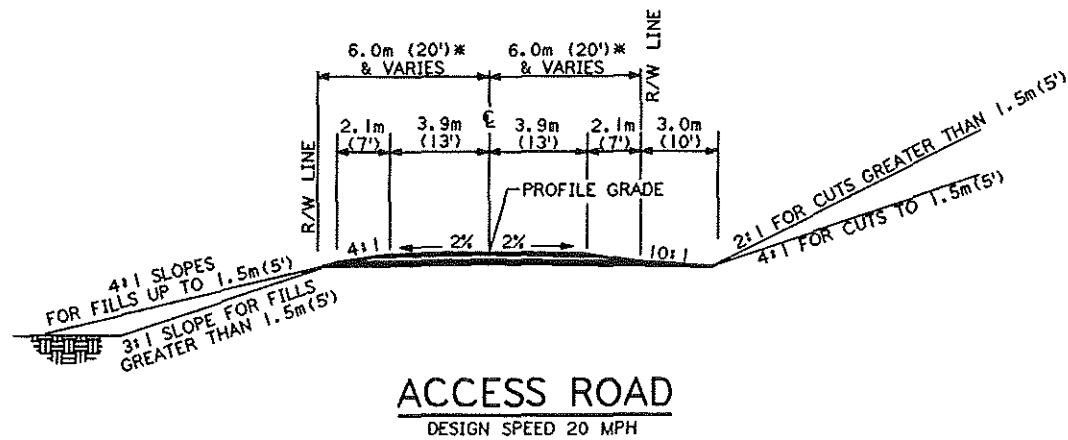 6.0m (20')* 6.0m (20')*
& VARIES & VARIES
R/W LINE
℄
2.1m 3.9m 3.9m 2.1m 3.0m
(7') (13') (13') (7') (10')
R/W LINE
PROFILE GRADE
2:1 FOR CUTS GREATER THAN 1.5m(5')
4:1 FOR CUTS TO 1.5m(5')
4:1 2% 2% 10:1
4:1 SLOPES
FOR FILLS UP TO 1.5m(5')
3:1 SLOPE FOR FILLS
GREATER THAN 1.5m(5')
ACCESS ROAD
DESIGN SPEED 20 MPH